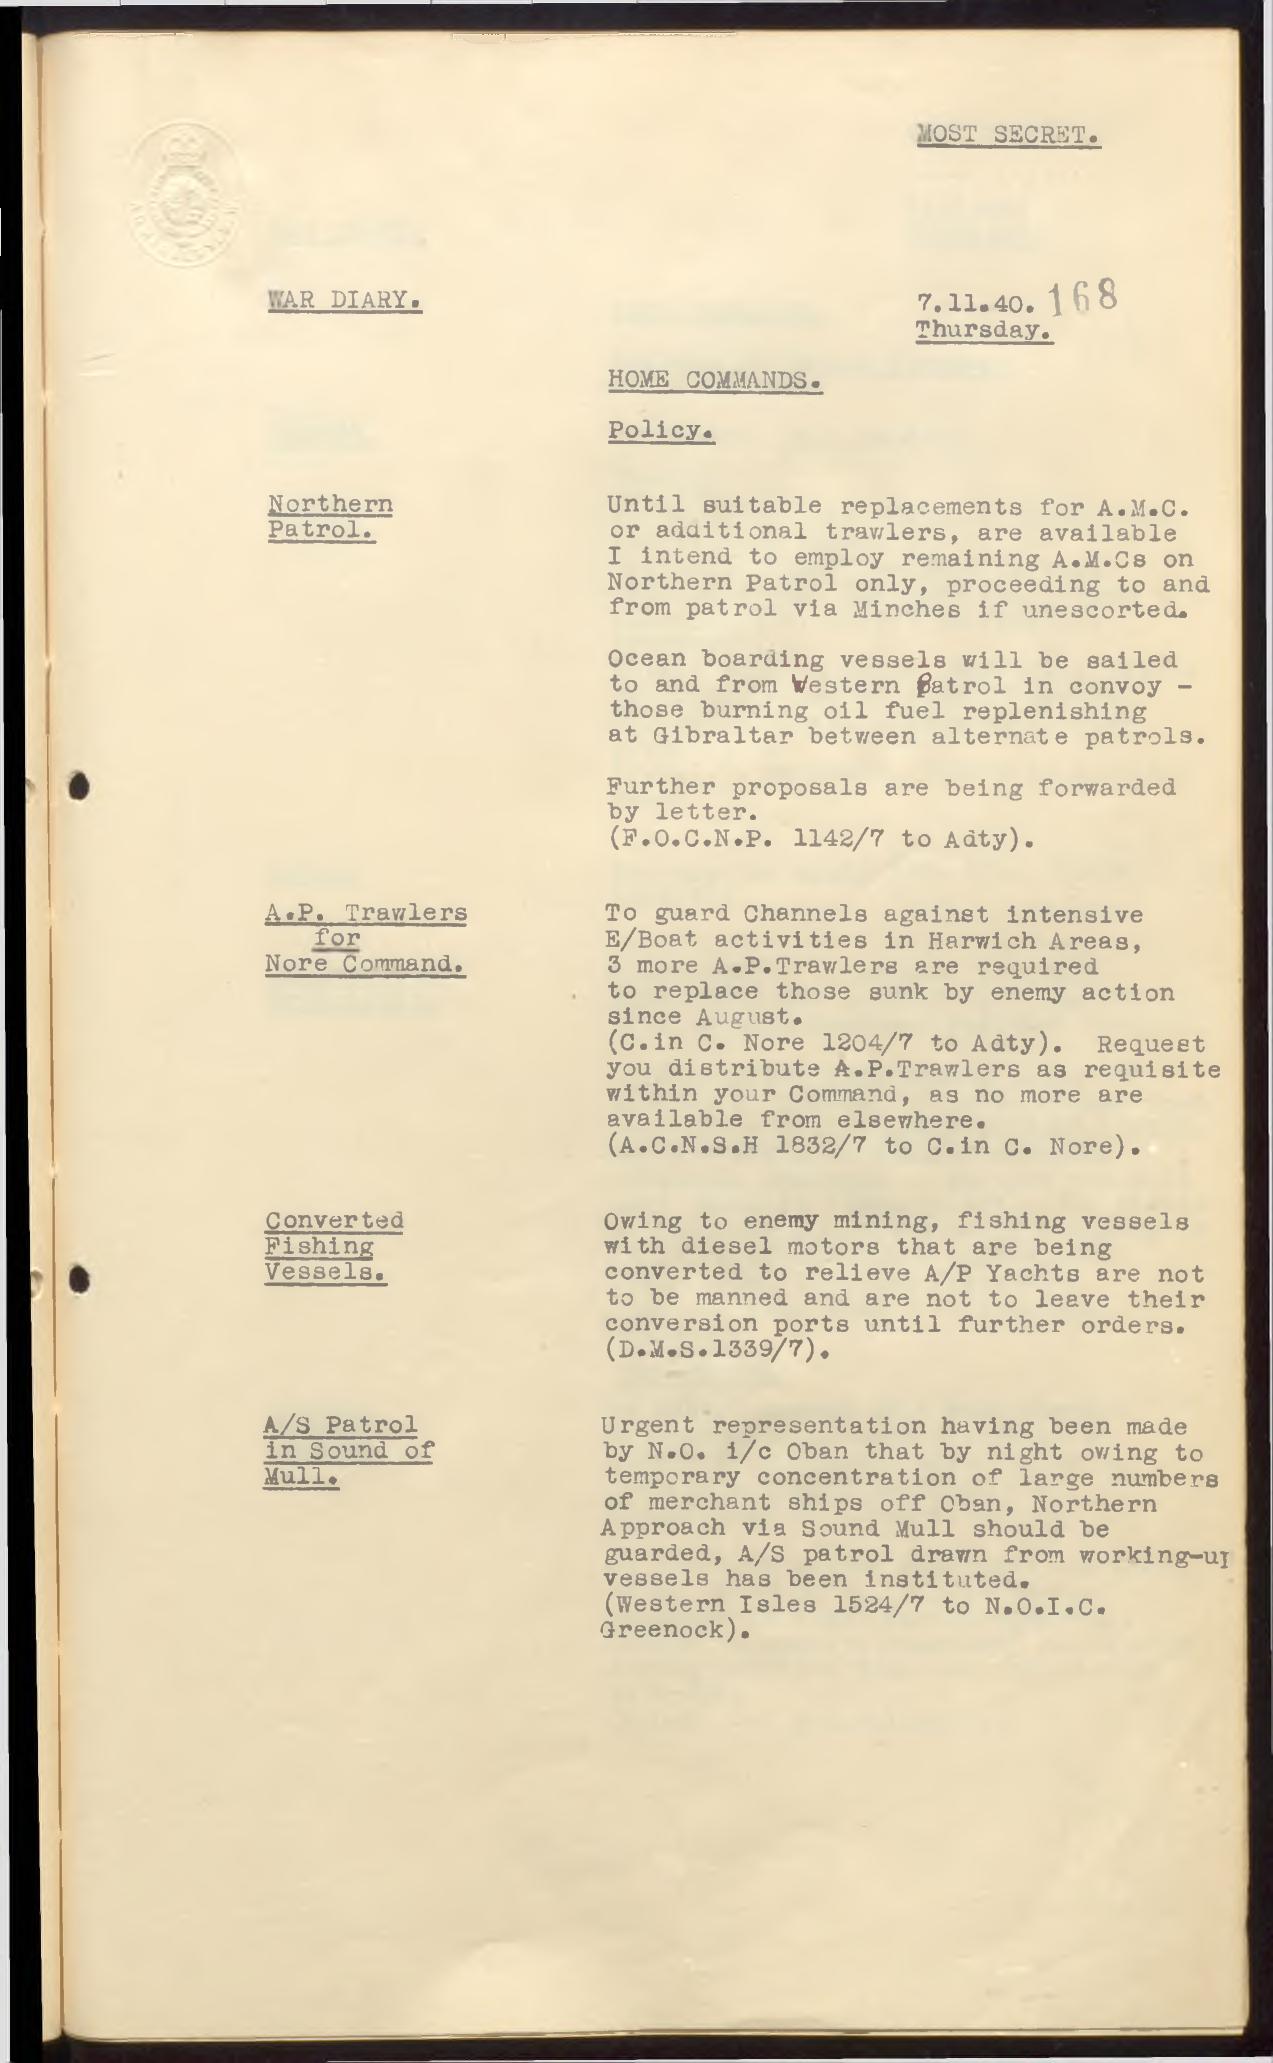 MOST SECRET.
WAR DIARY.
7.11.40. 168
Thursday.
HOME COMMANDS.
Policy.
Northern
Patrol.
Until suitable replacements for A.M.C.
or additional trawlers, are available
I intend to employ remaining A.M.Cs on
Northern Patrol only, proceeding to and
from patrol via Minches if unescorted.
Ocean boarding vessels will be sailed
to and from Western Patrol in convoy -
those burning oil fuel replenishing
at Gibraltar between alternate patrols.
Further proposals are being forwarded
by letter.
(F.O.C.N.P. 1142/7 to Adty).
A.P. Trawlers
for
Nore Command.
To guard Channels against intensive
E/Boat activities in Harwich Areas,
3 more A.P.Trawlers are required
to replace those sunk by enemy action
since August.
(C.in C. Nore 1204/7 to Adty). Request
you distribute A.P.Trawlers as requisite
within your Command, as no more are
available from elsewhere.
(A.C.N.S.H 1832/7 to C.in C. Nore).
Converted
Fishing
Vessels.
Owing to enemy mining, fishing vessels
with diesel motors that are being
converted to relieve A/P Yachts are not
to be manned and are not to leave their
conversion ports until further orders.
(D.M.S.1339/7).
A/S Patrol
in Sound of
Mull.
Urgent representation having been made
by N.O. i/c Oban that by night owing to
temporary concentration of large numbers
of merchant ships off Oban, Northern
Approach via Sound Mull should be
guarded, A/S patrol drawn from working-up
vessels has been instituted.
(Western Isles 1524/7 to N.O.I.C.
Greenock).